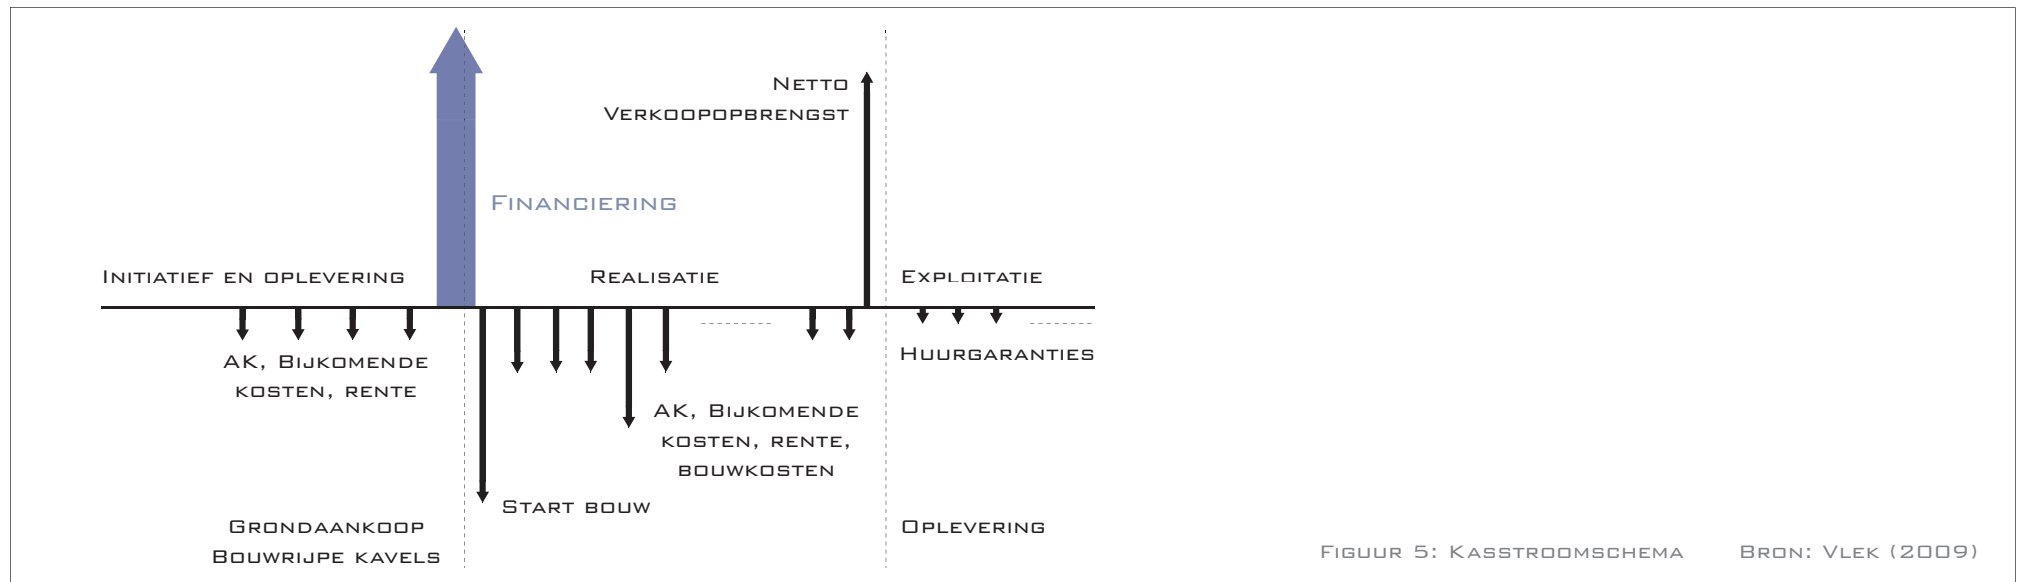 Netto
Verkoopopbrengst
Financiering
Initiatief en oplevering
Realisatie
Exploitatie
AK, Bijkomende
kosten, rente
Huurgaranties
AK, Bijkomende
kosten, rente,
bouwkosten
Start bouw
Grondaankoop
Bouwrijpe kavels
Oplevering
Figuur 5: Kasstroomschema Bron: Vlek (2009)